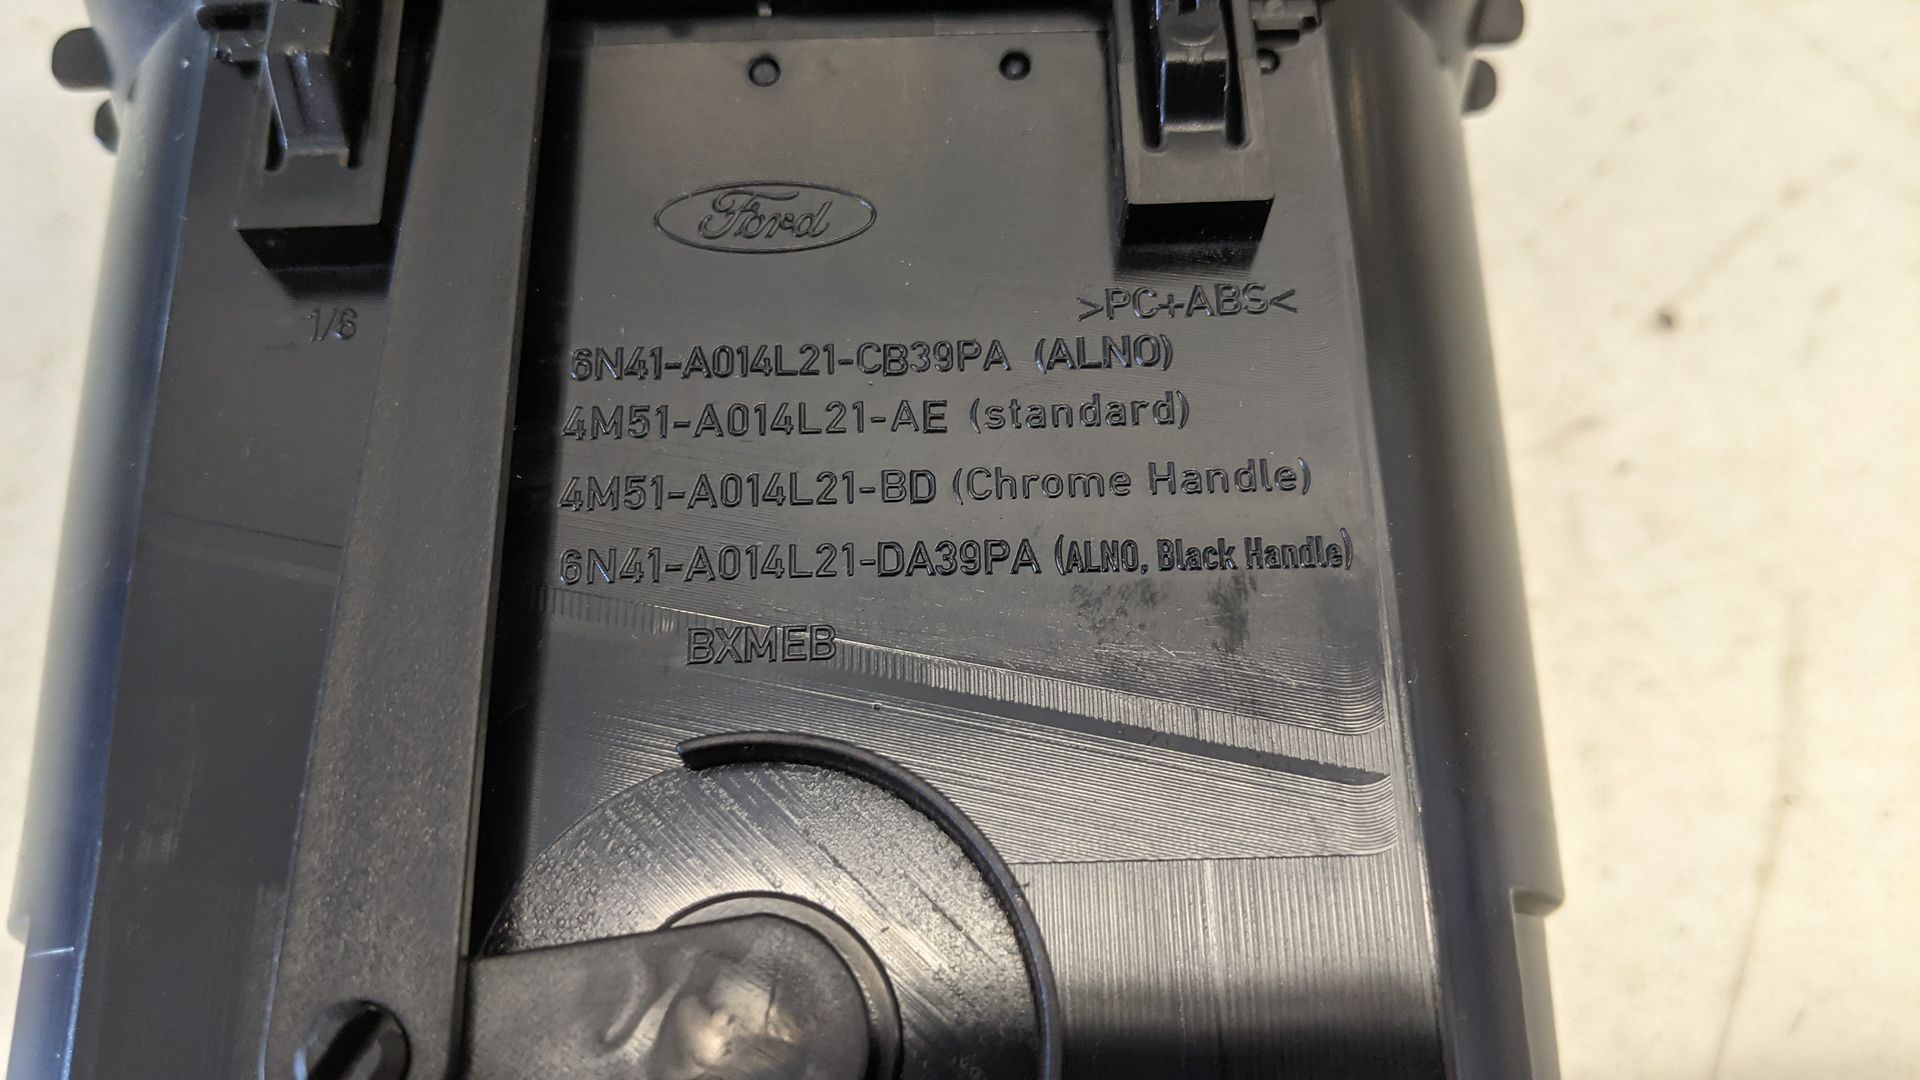 Ford
>PC+ABS<
1/6
6N41-A014L21-CB39PA (ALNO)
4M51-A014L21-AE (standard)
4M51-A014L21-BD (Chrome Handle)
6N41-A014L21-DA39PA (ALNO, Black Handle)
BXMEB